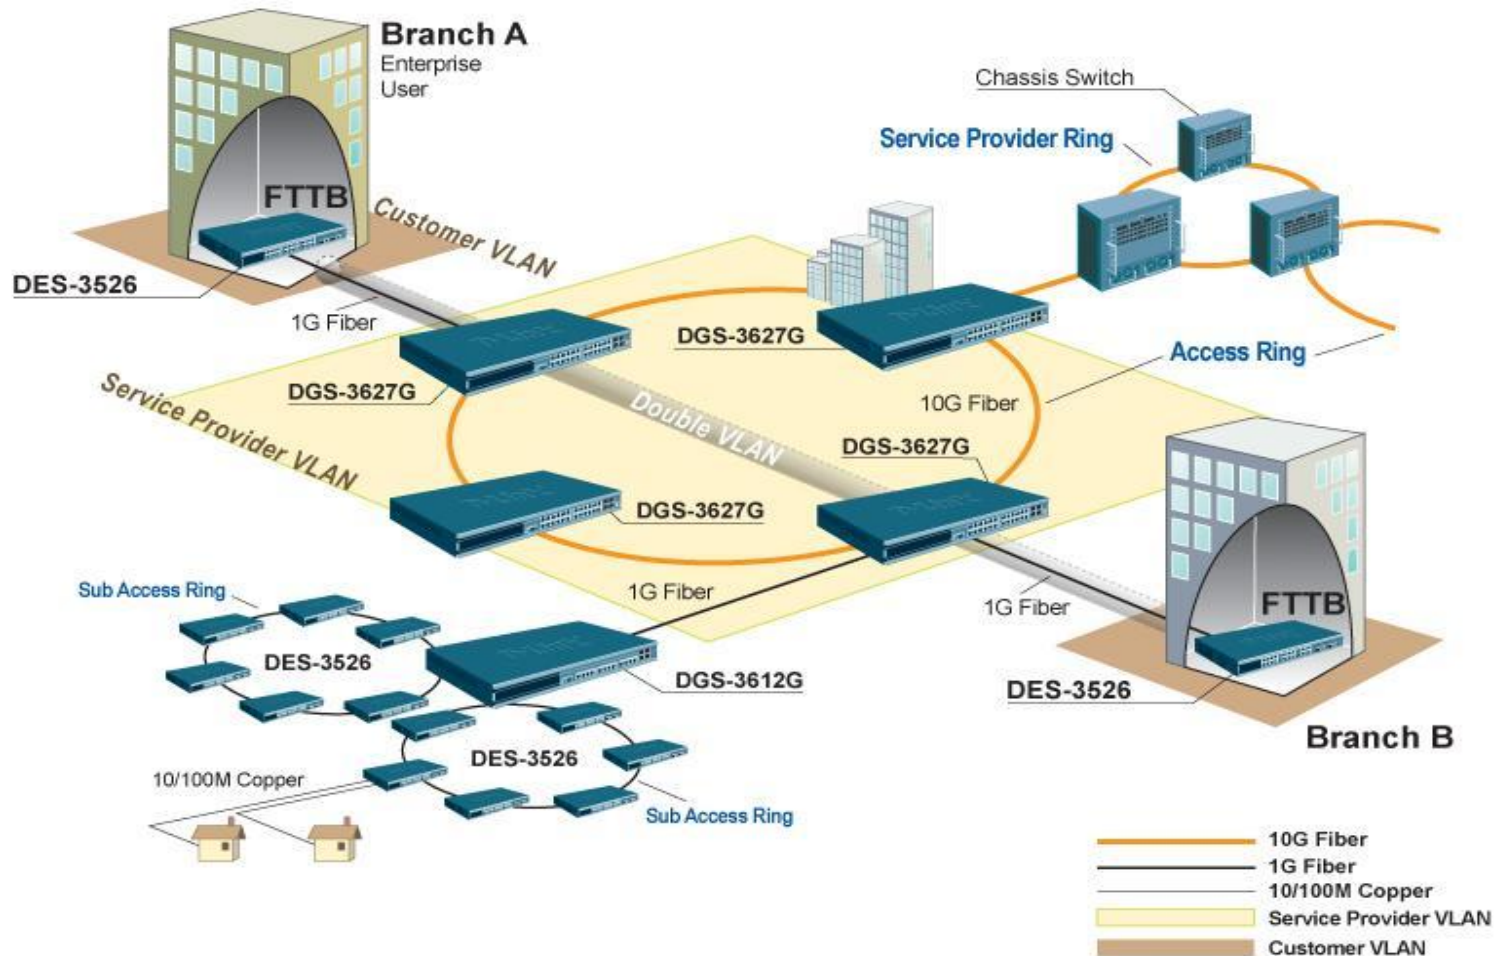 Branch A
Enterprise
User
Chassis Switch
Service Provider Ring
FTTB
Customer VLAN
DES-3526
1G Fiber
DGS-3627G
Access Ring
DGS-3627G
10G Fiber
Service Provider VLAN
Double VLAN
DGS-3627G
DGS-3627G
Sub Access Ring
1G Fiber
1G Fiber
FTTB
DES-3526
DGS-3612G
DES-3526
Branch B
DES-3526
10/100M Copper
Sub Access Ring
10G Fiber
1G Fiber
10/100M Copper
Service Provider VLAN
Customer VLAN